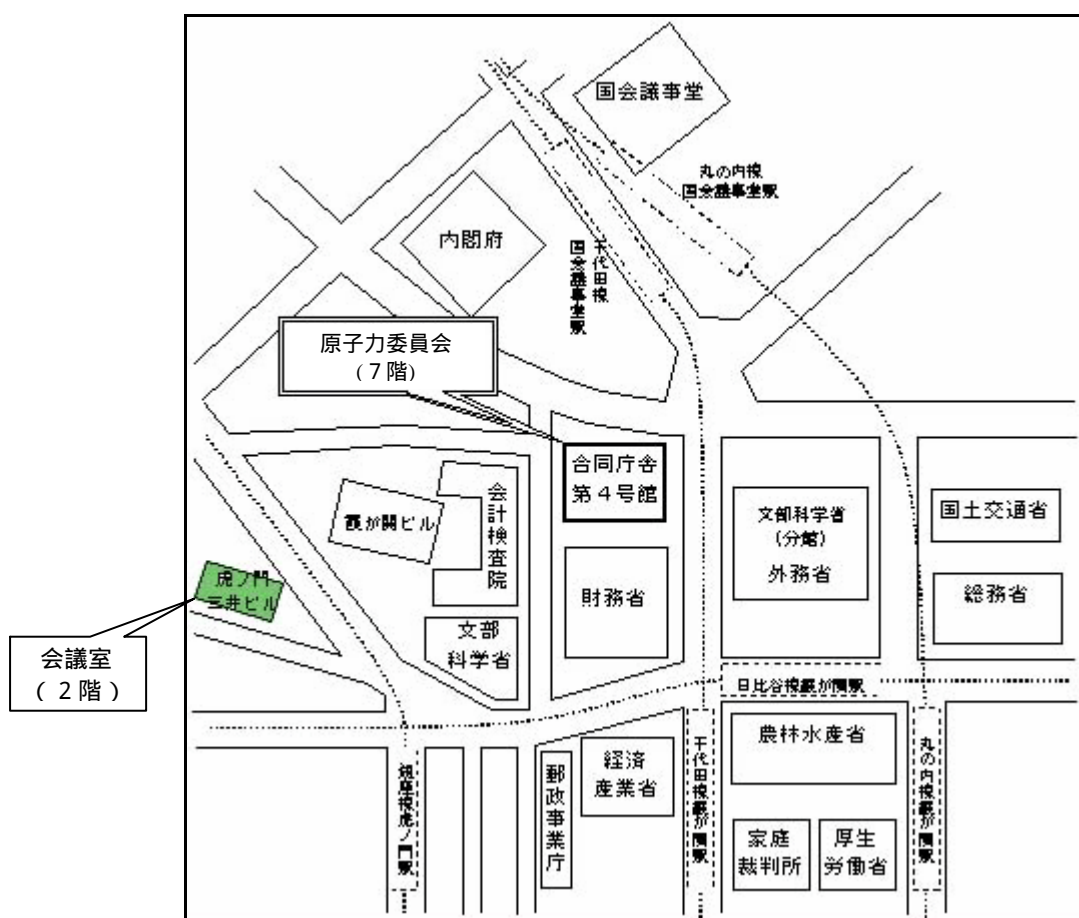 国会議事堂
丸の内線
国会議事堂駅
内閣府
千代田線
国会議事堂駅
原子力委員会
(７階)
合同庁舎
第４号館
会計検査院
霞が関ビル
文部科学省
(分館)
外務省
国土交通省
虎ノ門
三井ビル
財務省
総務省
会議室
(２階)
文部
科学省
日比谷線霞が関駅
農林水産省
経済
産業省
郵政事業庁
千代田線霞が関駅
丸の内線霞が関駅
銀座線虎ノ門駅
家庭
裁判所
厚生
労働省